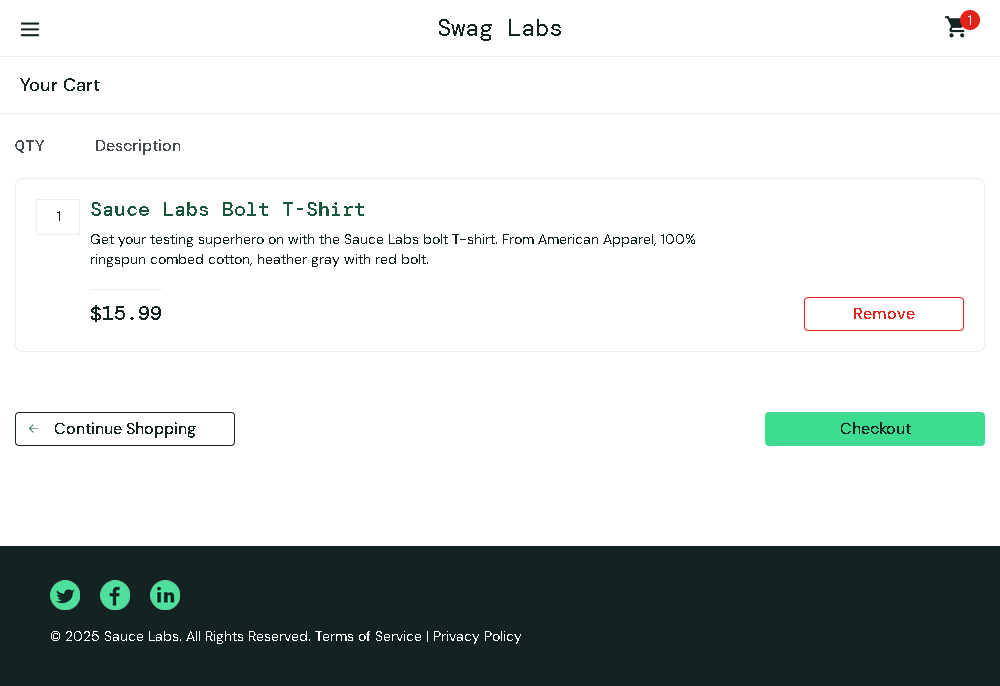 Swag Labs
1
Your Cart
QTY Description
1
Sauce Labs Bolt T-Shirt
Get your testing superhero on with the Sauce Labs bolt T-shirt. From American Apparel, 100%
ringspun combed cotton, heather gray with red bolt.
$15.99
Remove
Continue Shopping
Checkout
© 2025 Sauce Labs. All Rights Reserved. Terms of Service | Privacy Policy